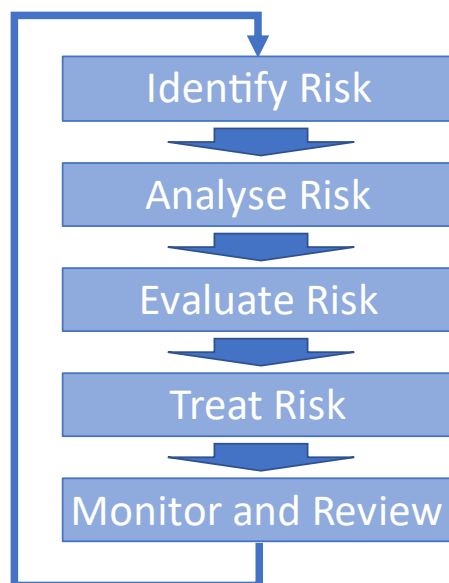 Identify Risk
Analyse Risk
Evaluate Risk
Treat Risk
Monitor and Review